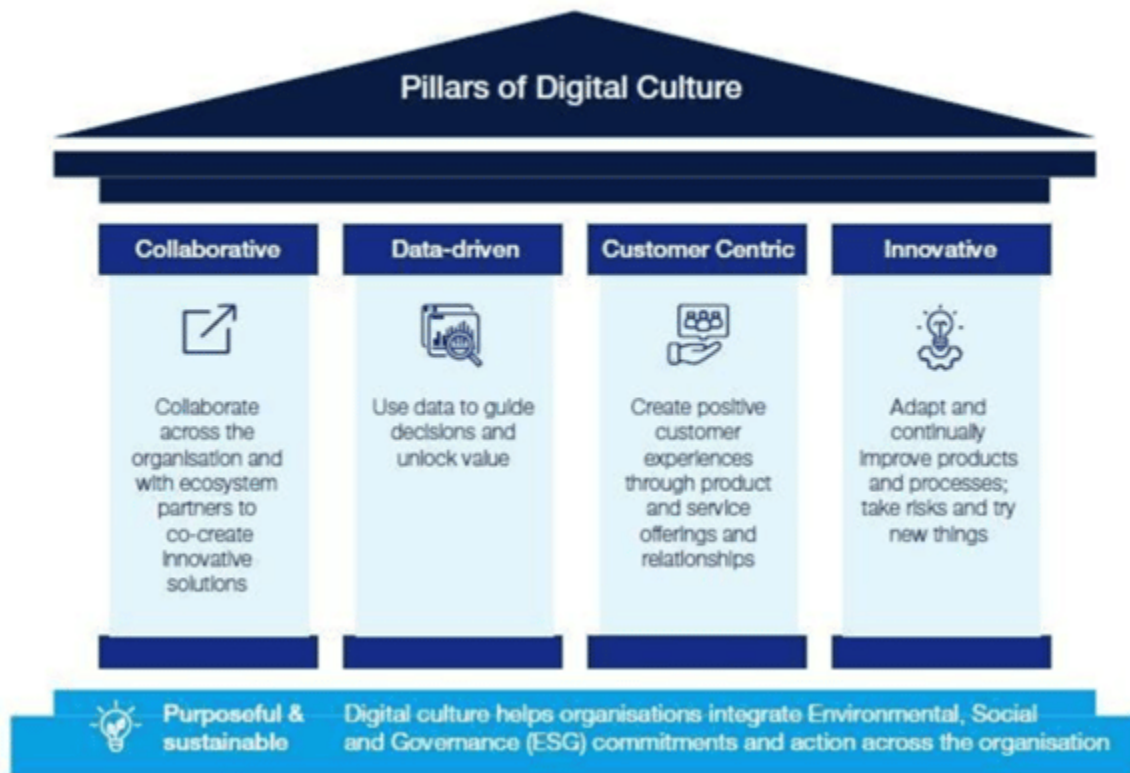 Pillars of Digital Culture
Collaborative
Collaborate
across the
organisation and
with ecosystem
partners to
co-create
innovative
solutions
Data-driven
Use data to guide
decisions and
unlock value
Customer Centric
Create positive
customer
experiences
through product
and service
offerings and
relationships
Innovative
Adapt and
continually
improve products
and processes;
take risks and try
new things
Purposeful &
sustainable
Digital culture helps organisations integrate Environmental, Social
and Governance (ESG) commitments and action across the organisation